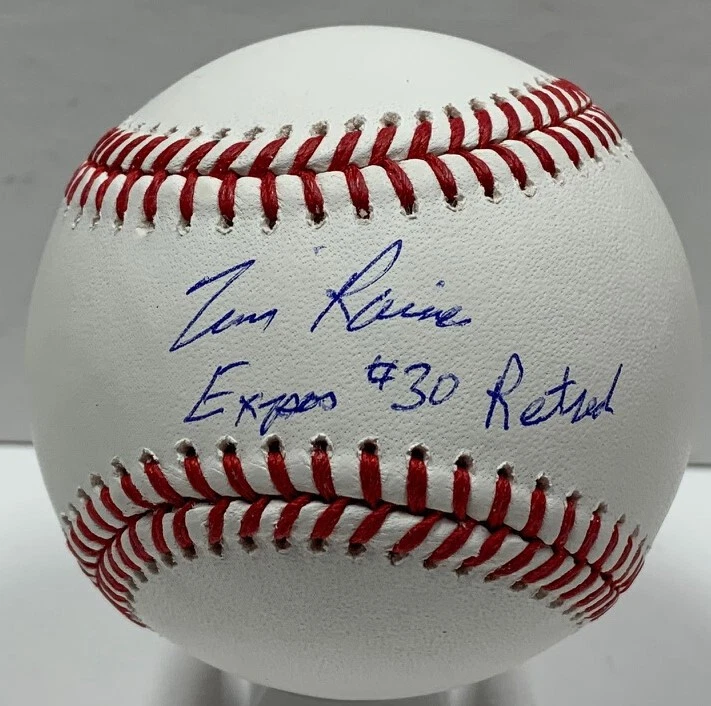 Tim Raines
Expos #30 Retired